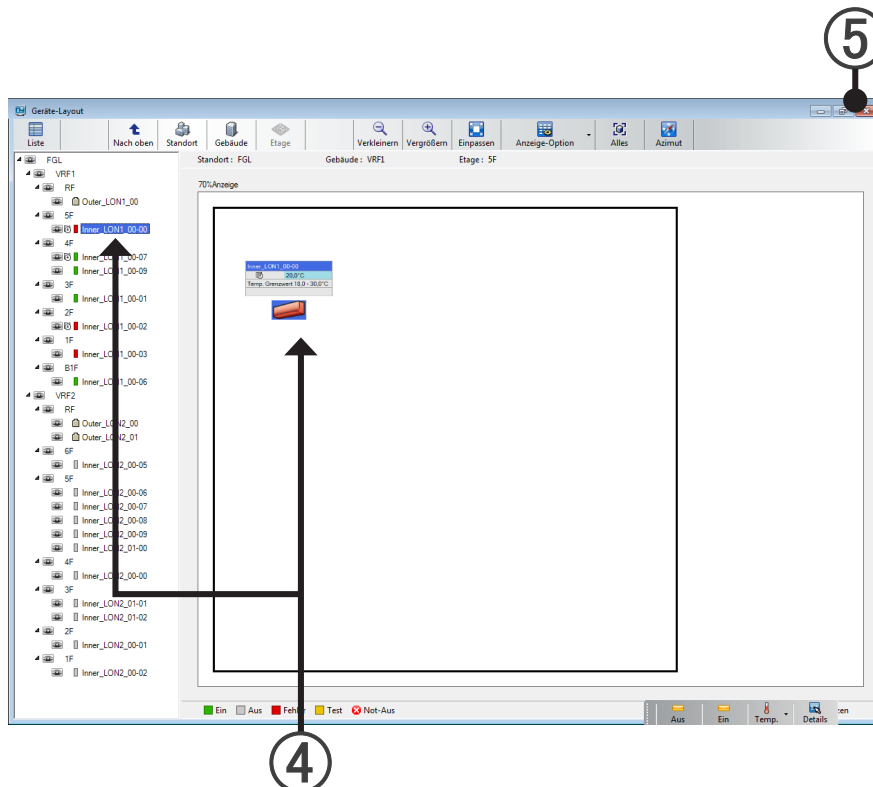 5
Geräte-Layout
Liste
Nach oben
Standort
Gebäude
Etage
Verkleinern
Vergrößern
Einpassen
Anzeige-Option
Alles
Azimut
FGL
VRF1
RF
Outer_LON1_00
5F
Inner_LON1_00-00
4F
Inner_LON1_00-07
Inner_LON1_00-09
3F
Inner_LON1_00-01
2F
Inner_LON1_00-02
1F
Inner_LON1_00-03
B1F
Inner_LON1_00-06
VRF2
RF
Outer_LON2_00
Outer_LON2_01
6F
Inner_LON2_00-05
5F
Inner_LON2_00-06
Inner_LON2_00-07
Inner_LON2_00-08
Inner_LON2_00-09
Inner_LON2_01-00
4F
Inner_LON2_00-00
3F
Inner_LON2_01-01
Inner_LON2_01-02
2F
Inner_LON2_00-01
1F
Inner_LON2_00-02
Standort : FGL
Gebäude : VRF1
Etage : 5F
70%Anzeige
Inner_LON1_00-00
20,0°C
Temp. Grenzwert 18,0 - 30,0°C
Ein
Aus
Fehler
Test
Not-Aus
Aus
Ein
Temp.
Details
zen
4